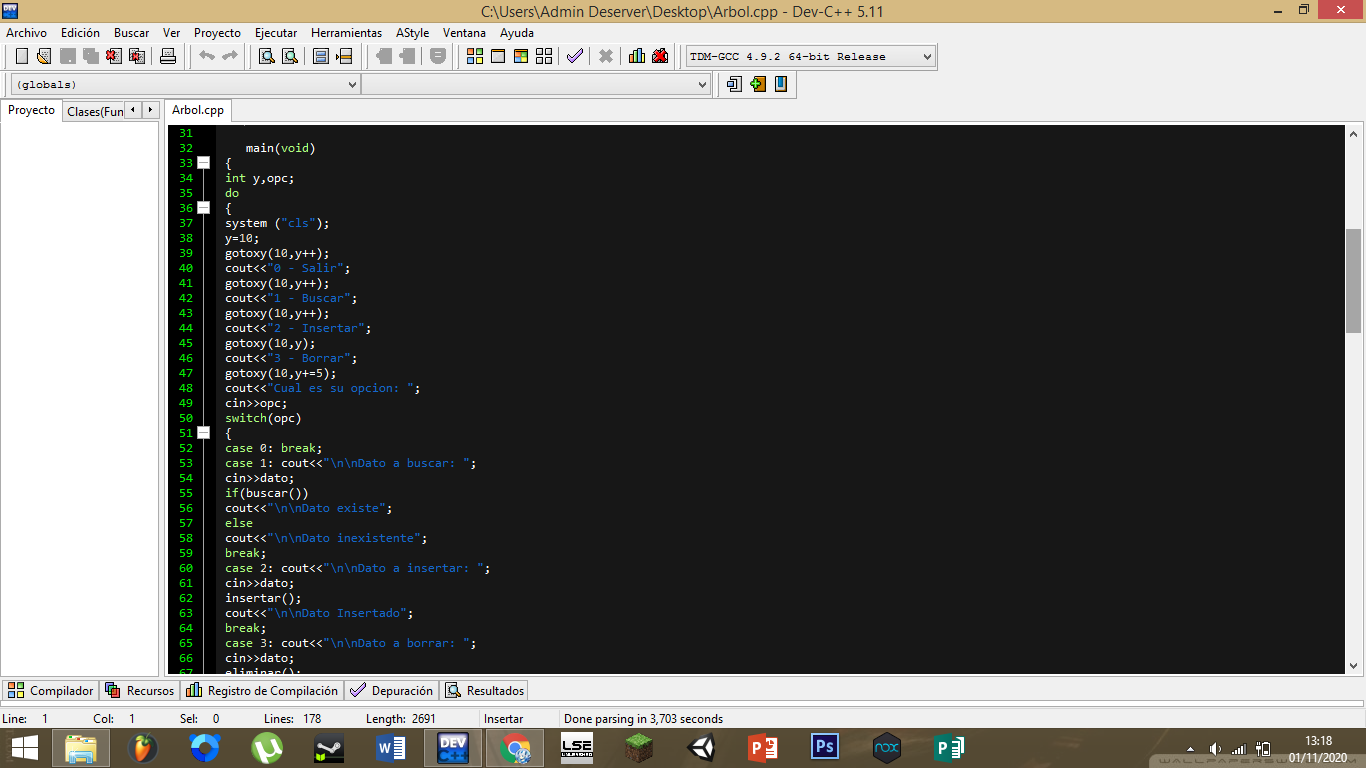 C:\Users\Admin Deserver\Desktop\Arbol.cpp - Dev-C++ 5.11
Archivo Edición Buscar Ver Proyecto Ejecutar Herramientas AStyle Ventana Ayuda
TDM-GCC 4.9.2 64-bit Release
(globals)
Proyecto Clases(Fun Arbol.cpp
31
32 main(void)
33 {
34 int y,opc;
35 do
36 {
37 system ("cls");
38 y=10;
39 gotoxy(10,y++);
40 cout<<"0 - Salir";
41 gotoxy(10,y++);
42 cout<<"1 - Buscar";
43 gotoxy(10,y++);
44 cout<<"2 - Insertar";
45 gotoxy(10,y);
46 cout<<"3 - Borrar";
47 gotoxy(10,y+=5);
48 cout<<"Cual es su opcion: ";
49 cin>>opc;
50 switch(opc)
51 {
52 case 0: break;
53 case 1: cout<<"\n\nDato a buscar: ";
54 cin>>dato;
55 if(buscar())
56 cout<<"\n\nDato existe";
57 else
58 cout<<"\n\nDato inexistente";
59 break;
60 case 2: cout<<"\n\nDato a insertar: ";
61 cin>>dato;
62 insertar();
63 cout<<"\n\nDato Insertado";
64 break;
65 case 3: cout<<"\n\nDato a borrar: ";
66 cin>>dato;
67 eliminar();
Compilador Recursos Registro de Compilación Depuración Resultados
Line: 1 Col: 1 Sel: 0 Lines: 178 Length: 2691 Insertar Done parsing in 3,703 seconds
DEV C++ LSE Ps nox
13:18
01/11/2020